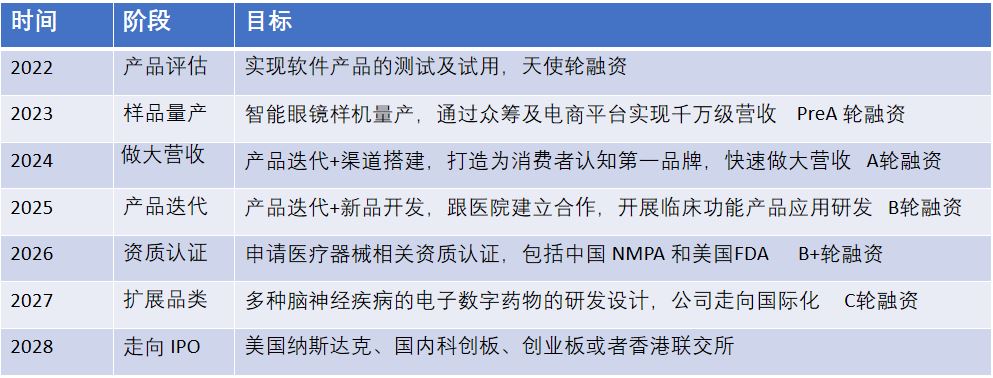 时间 阶段 目标
2022 产品评估 实现软件产品的测试及试用，天使轮融资
2023 样品量产 智能眼镜样机量产，通过众筹及电商平台实现千万级营收 PreA 轮融资
2024 做大营收 产品迭代+渠道搭建，打造为消费者认知第一品牌，快速做大营收 A轮融资
2025 产品迭代 产品迭代+新品开发，跟医院建立合作，开展临床功能产品应用研发 B轮融资
2026 资质认证 申请医疗器械相关资质认证，包括中国 NMPA 和美国FDA B+轮融资
2027 扩展品类 多种脑神经疾病的电子数字药物的研发设计，公司走向国际化 C轮融资
2028 走向 IPO 美国纳斯达克、国内科创板、创业板或者香港联交所